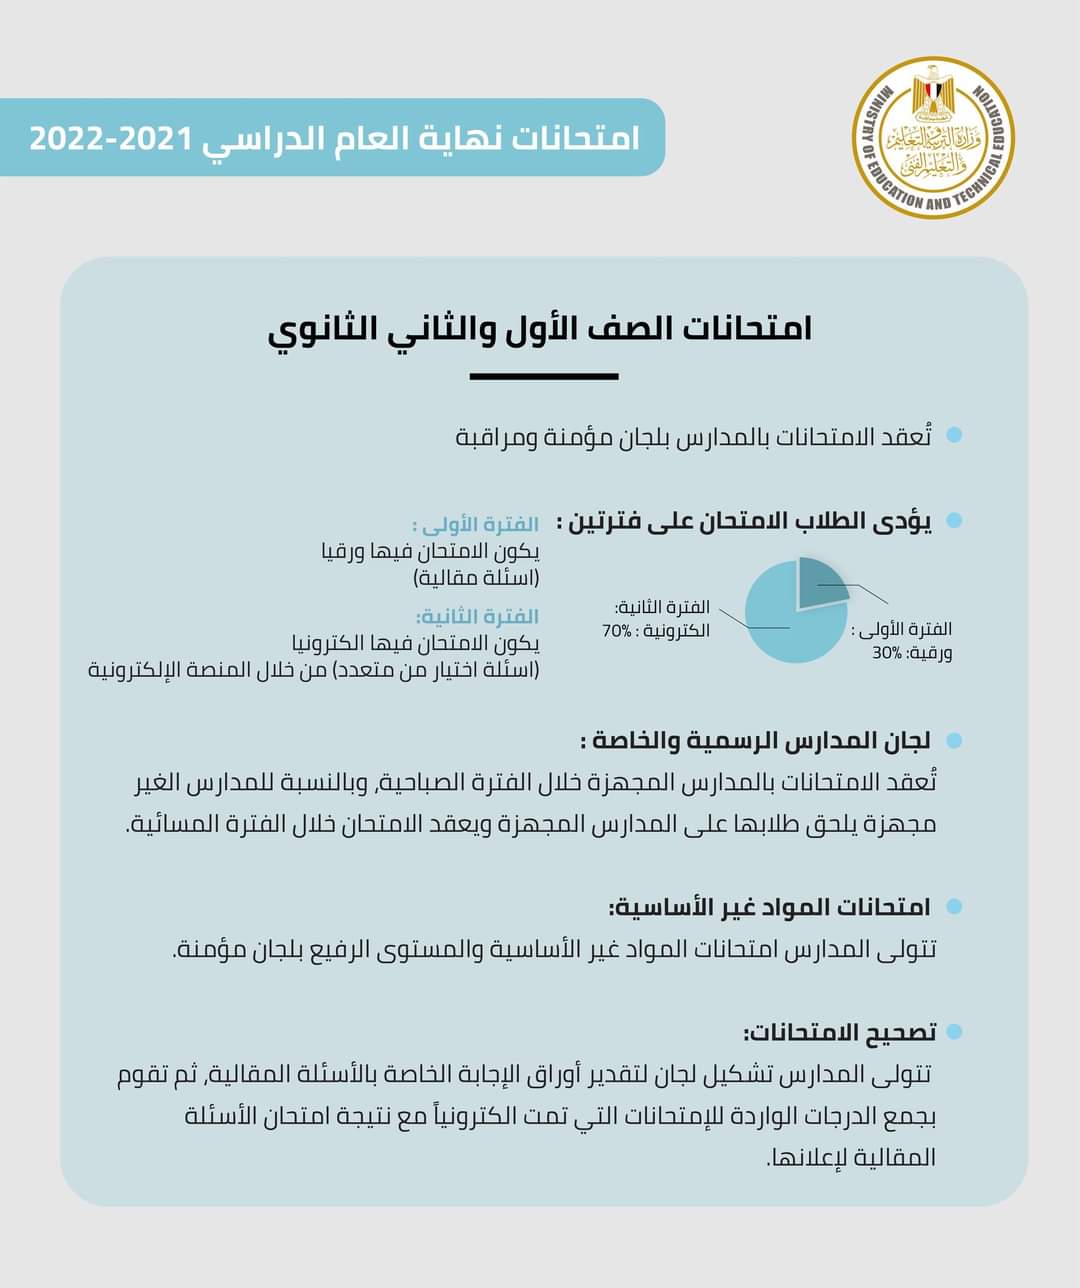 امتحانات نهاية العام الدراسي 2021-2022
وزارة التربية والتعليم
والتعليم الفني
MINISTRY OF EDUCATION AND TECHNICAL EDUCATION
امتحانات الصف الأول والثاني الثانوي
تُعقد الامتحانات بالمدارس بلجان مؤمنة ومراقبة
يؤدى الطلاب الامتحان على فترتين :
الفترة الأولى :
ورقية: 30%
الفترة الثانية:
الكترونية : 70%
الفترة الأولى :
يكون الامتحان فيها ورقيا
(اسئلة مقالية)
الفترة الثانية:
يكون الامتحان فيها الكترونيا
(اسئلة اختيار من متعدد) من خلال المنصة الإلكترونية
لجان المدارس الرسمية والخاصة :
تُعقد الامتحانات بالمدارس المجهزة خلال الفترة الصباحية، وبالنسبة للمدارس الغير
مجهزة يلحق طلابها على المدارس المجهزة ويعقد الامتحان خلال الفترة المسائية.
امتحانات المواد غير الأساسية:
تتولى المدارس امتحانات المواد غير الأساسية والمستوى الرفيع بلجان مؤمنة.
تصحيح الامتحانات:
تتولى المدارس تشكيل لجان لتقدير أوراق الإجابة الخاصة بالأسئلة المقالية، ثم تقوم
بجمع الدرجات الواردة للإمتحانات التي تمت الكترونياً مع نتيجة امتحان الأسئلة
المقالية لإعلانها.